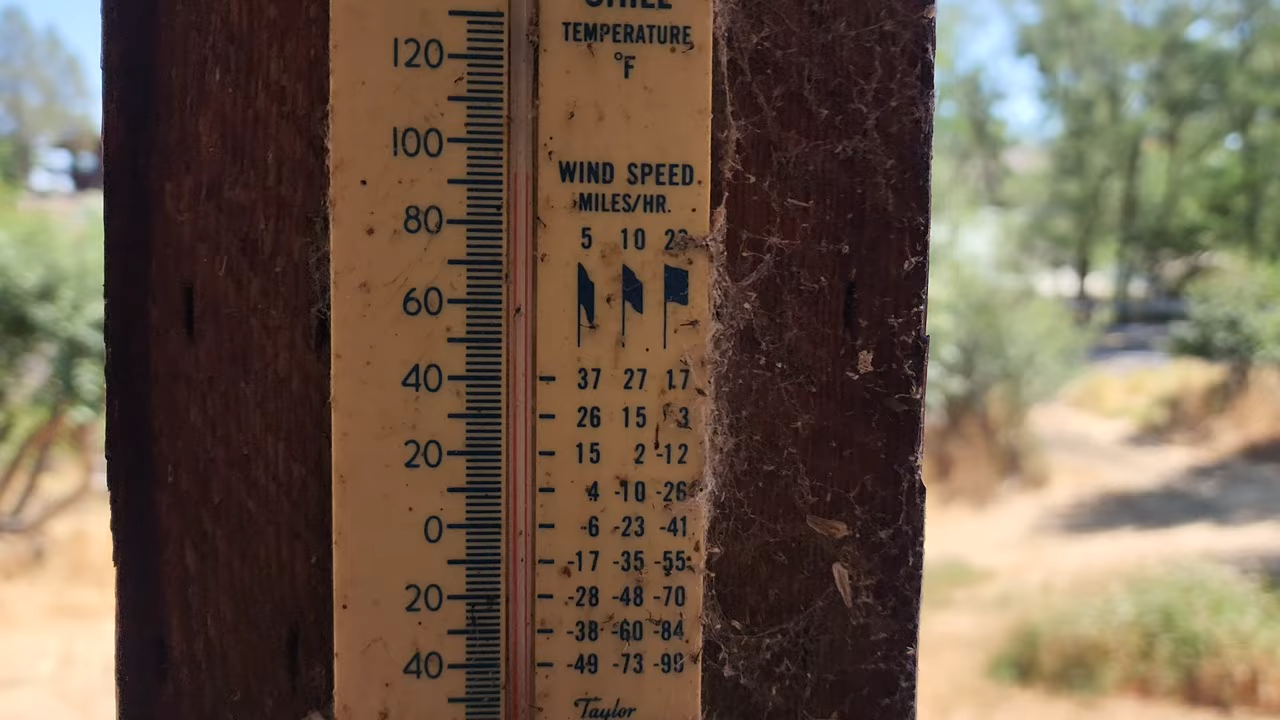 CHILL
TEMPERATURE
°F
120
100
WIND SPEED
MILES/HR.
80
5 10
60
40 37 27 17
26 15 3
20 15 2 -12
4 -10 -26
0 -6 -23 -41
-17 -35 -55
20 -28 -48 -70
-38 -60 -84
40 -49 -73
Taylor